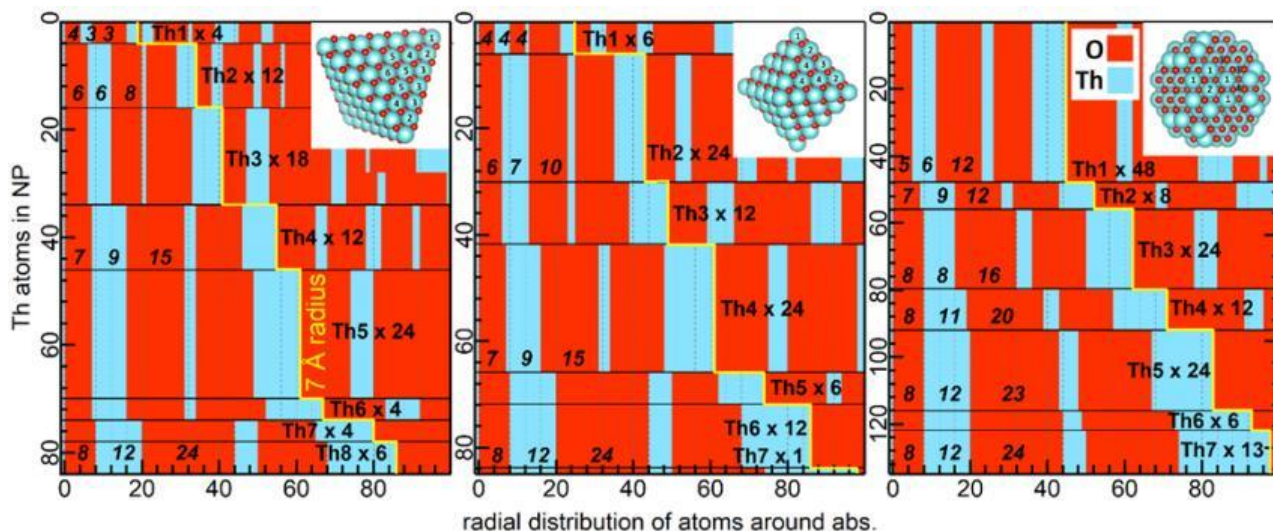 Th atoms in NP
0
20
40
60
80
4 3 3 Th1 x 4
Th2 x 12
6 6 8
Th3 x 18
Th4 x 12
7 9 15
7 Å radius
Th5 x 24
Th6 x 4
Th7 x 4
8 12 24 Th8 x 6
0 20 40 60 80
0
20
40
60
80
4 4 4 Th1 x 6
Th2 x 24
6 7 10
Th3 x 12
Th4 x 24
7 9 15
Th5 x 6
Th6 x 12
8 12 24 Th7 x 1
0 20 40 60 80
0
20
40
60
80
100
120
O
Th
5 6 12 Th1 x 48
7 9 12 Th2 x 8
Th3 x 24
8 8 16
Th4 x 12
8 11 20
Th5 x 24
8 12 23
Th6 x 6
8 12 24 Th7 x 13
0 20 40 60 80
radial distribution of atoms around abs.